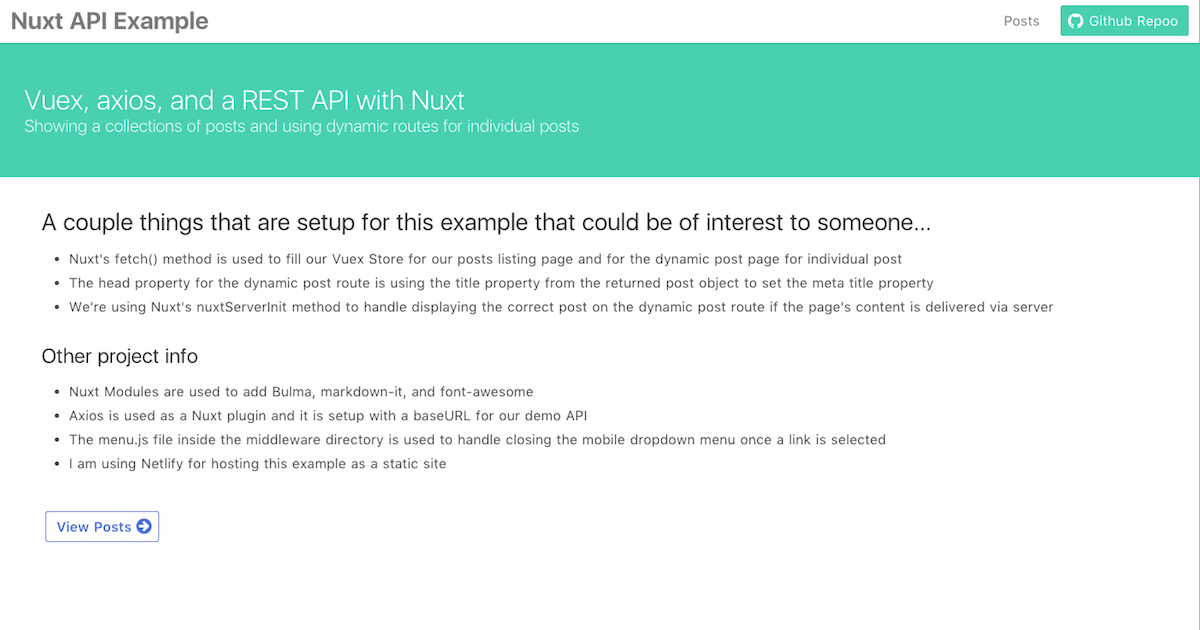 Nuxt API Example
Posts
Github Repoo
Vuex, axios, and a REST API with Nuxt
Showing a collections of posts and using dynamic routes for individual posts
A couple things that are setup for this example that could be of interest to someone...
• Nuxt's fetch() method is used to fill our Vuex Store for our posts listing page and for the dynamic post page for individual post
• The head property for the dynamic post route is using the title property from the returned post object to set the meta title property
• We're using Nuxt's nuxtServerInit method to handle displaying the correct post on the dynamic post route if the page's content is delivered via server
Other project info
• Nuxt Modules are used to add Bulma, markdown-it, and font-awesome
• Axios is used as a Nuxt plugin and it is setup with a baseURL for our demo API
• The menu.js file inside the middleware directory is used to handle closing the mobile dropdown menu once a link is selected
• I am using Netlify for hosting this example as a static site
View Posts